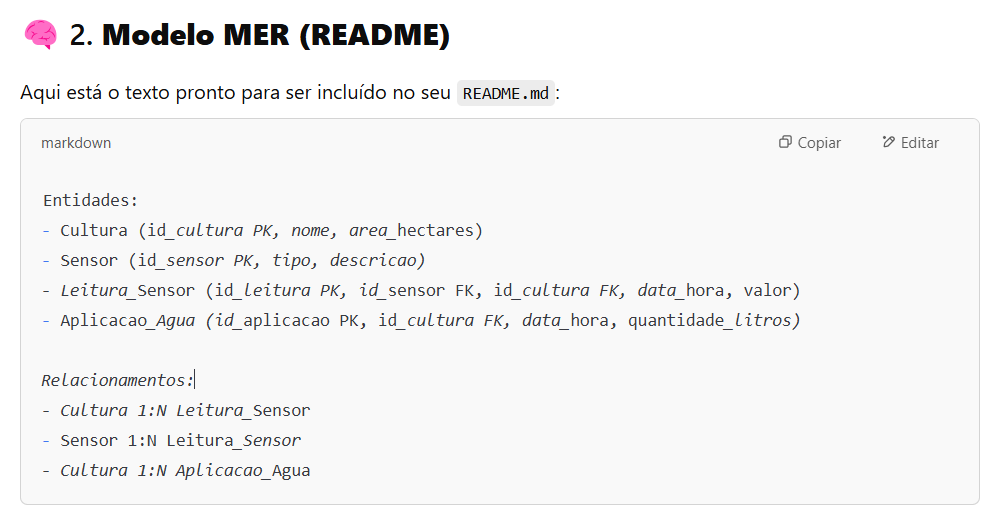 🧠 2. Modelo MER (README)
Aqui está o texto pronto para ser incluído no seu README.md:
markdown
Copiar
Editar
Entidades:
- Cultura (id_cultura PK, nome, area_hectares)
- Sensor (id_sensor PK, tipo, descricao)
- Leitura_Sensor (id_leitura PK, id_sensor FK, id_cultura FK, data_hora, valor)
- Aplicacao_Agua (id_aplicacao PK, id_cultura FK, data_hora, quantidade_litros)
Relacionamentos:
- Cultura 1:N Leitura_Sensor
- Sensor 1:N Leitura_Sensor
- Cultura 1:N Aplicacao_Agua